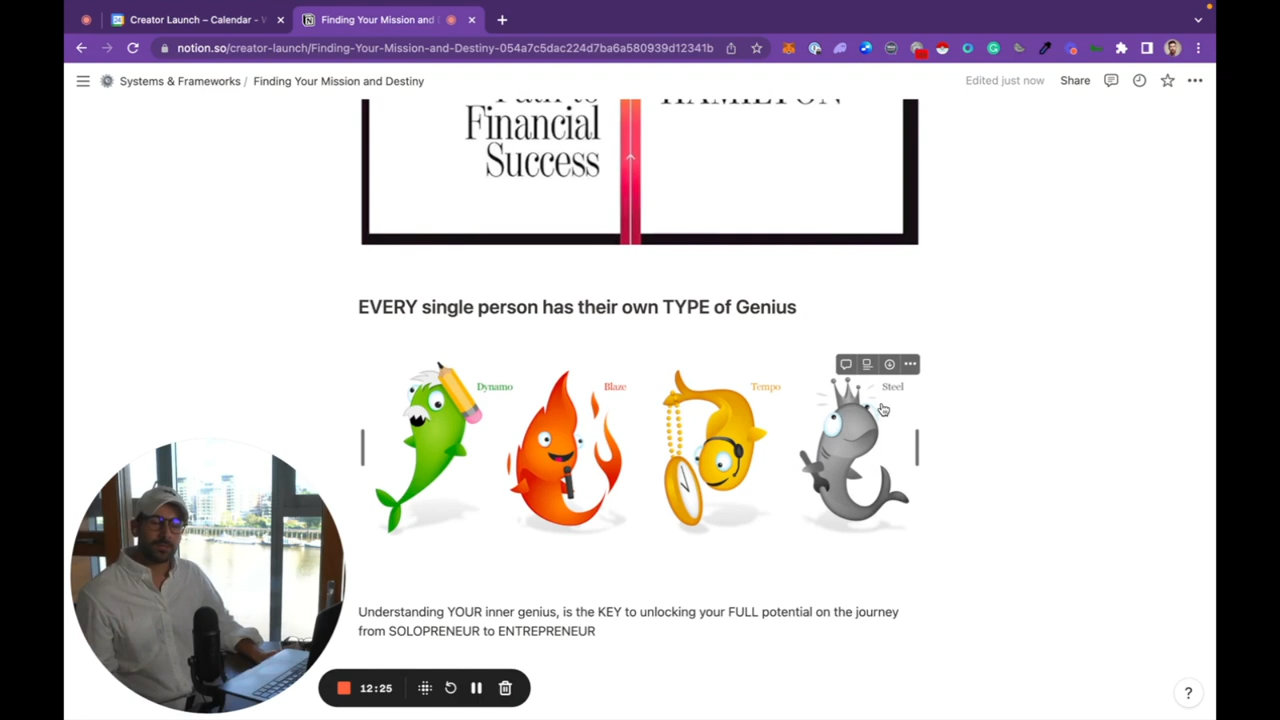 Creator Launch – Calendar -
Finding Your Mission and
notion.so/creator-launch/Finding-Your-Mission-and-Destiny-054a7c5dac224d7ba6a580939d12341b
Systems & Frameworks / Finding Your Mission and Destiny
Edited just now
Share
Path to
Financial
Success
HAMILTON
EVERY single person has their own TYPE of Genius
Dynamo
Blaze
Tempo
Steel
Understanding YOUR inner genius, is the KEY to unlocking your FULL potential on the journey
from SOLOPRENEUR to ENTREPRENEUR
12:25
?